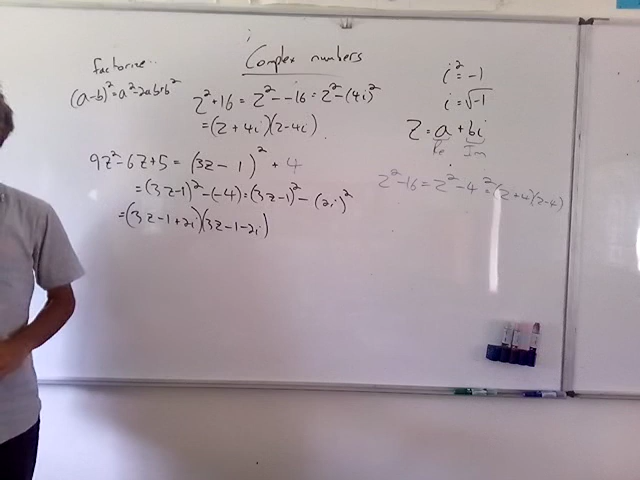 Complex numbers
factorize..
(a-b)²=a²-2ab+b²
z²+16 = z²--16 = z²-(4i)²
=(z+4i)(z-4i)
i²=-1
i=√-1
z=a+bi
Re Im
9z²-6z+5 = (3z-1)²+4
=(3z-1)²-(-4)=(3z-1)²-(2i)²
=(3z-1+2i)(3z-1-2i)
z²-16=z²-4²=(z+4)(z-4)